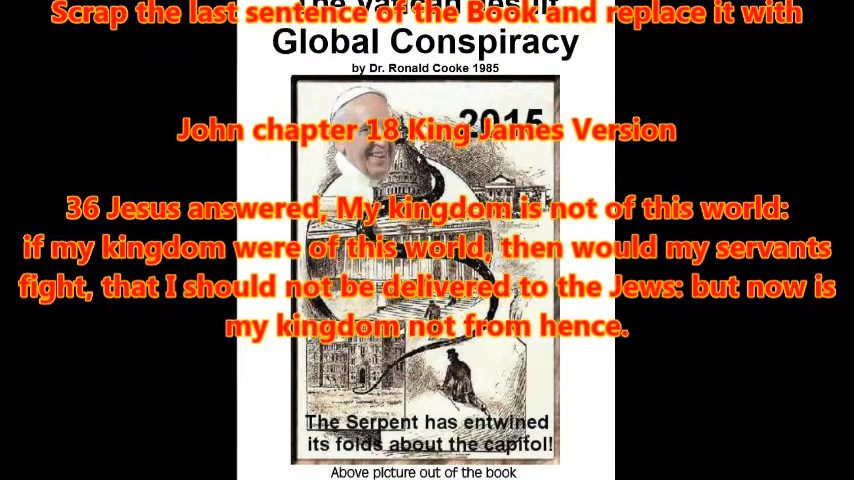 The Vatican Jesuit
Scrap the last sentence of the Book and replace it with
Global Conspiracy
by Dr. Ronald Cooke 1985
2015
John chapter 18 King James Version
36 Jesus answered, My kingdom is not of this world:
if my kingdom were of this world, then would my servants
fight, that I should not be delivered to the Jews: but now is
my kingdom not from hence.
The Serpent has entwined
its folds about the capitol!
Above picture out of the book